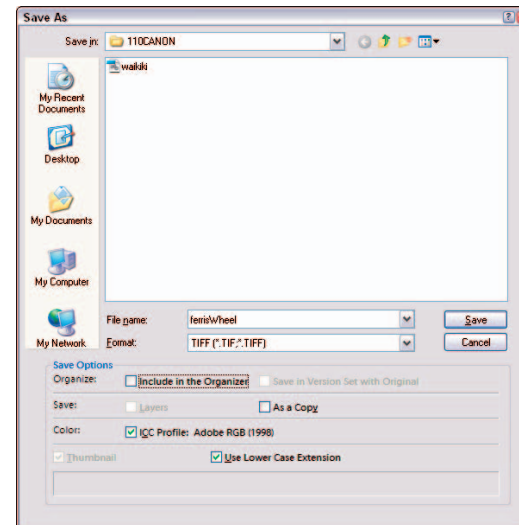 Save As
Save in: 110CANON
waikiki
My Recent
Documents
Desktop
My Documents
My Computer
My Network
File name: ferrisWheel Save
Format: TIFF (*.TIF;*.TIFF) Cancel
Save Options
Organize: Include in the Organizer Save in Version Set with Original
Save: Layers As a Copy
Color: ICC Profile: Adobe RGB (1998)
Thumbnail Use Lower Case Extension